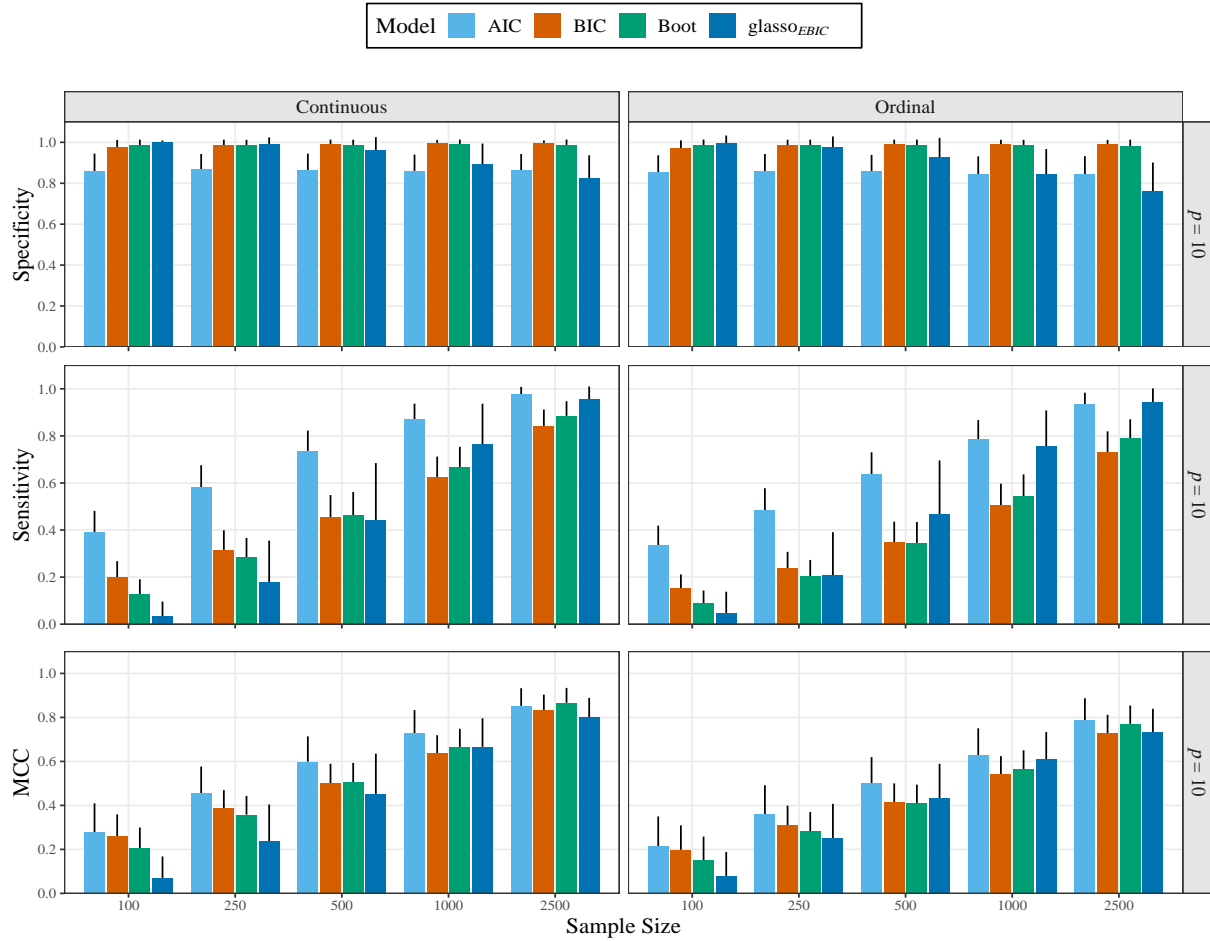 Model AIC BIC Boot glassoEBIC
Continuous Ordinal
Specificity
1.0
0.8
0.6
0.4
0.2
0.0
p = 10
Sensitivity
1.0
0.8
0.6
0.4
0.2
0.0
p = 10
MCC
1.0
0.8
0.6
0.4
0.2
0.0
p = 10
100 250 500 1000 2500 100 250 500 1000 2500
Sample Size